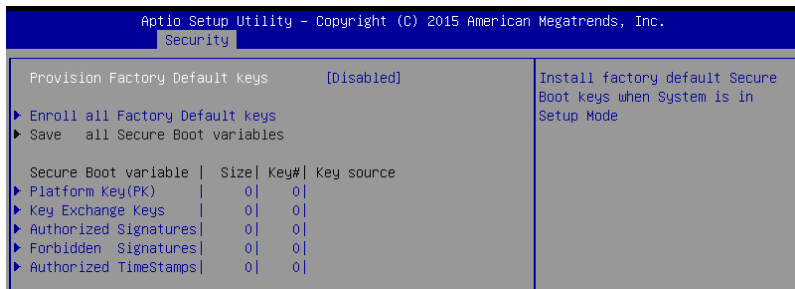 Aptio Setup Utility – Copyright (C) 2015 American Megatrends, Inc.
Security
Provision Factory Default keys [Disabled]
Enroll all Factory Default keys
Save all Secure Boot variables
Secure Boot variable | Size| Key#| Key source
Platform Key(PK) | 0| 0|
Key Exchange Keys | 0| 0|
Authorized Signatures| 0| 0|
Forbidden Signatures| 0| 0|
Authorized TimeStamps| 0| 0|
Install factory default Secure
Boot keys when System is in
Setup Mode